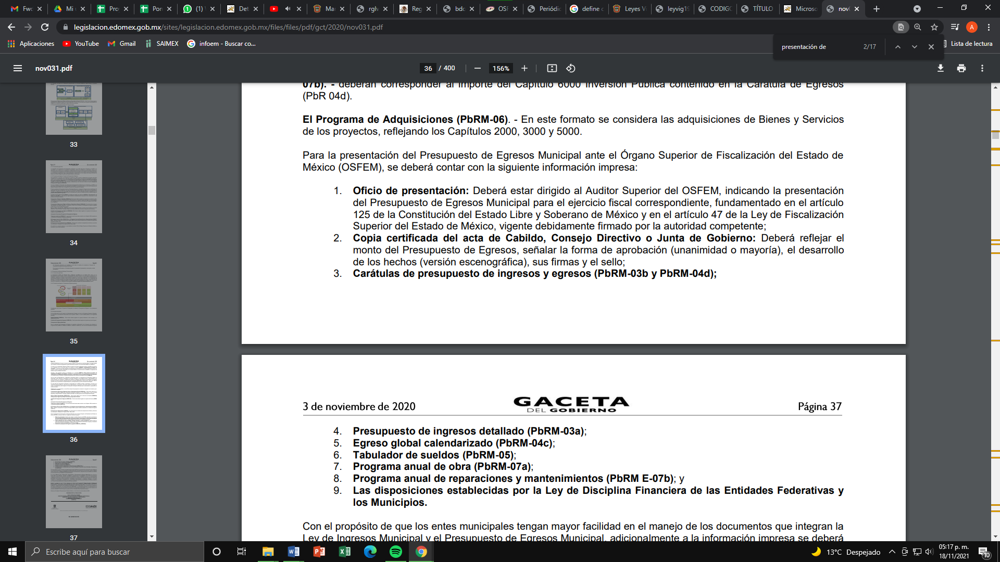 Fwc
Mi
Pro
Por
(1)
Det
Mar
rglv
Reg
bdc
OSF
Periódic
define c
Leyes Vi
leyvig19
CODIGO
TÍTULO
Microso
nov0
legislacion.edomex.gob.mx/sites/legislacion.edomex.gob.mx/files/files/pdf/gct/2020/nov031.pdf
A
Aplicaciones
YouTube
Gmail
SAIMEX
infoem - Buscar co...
Lista de lectura
presentación de
2/17
nov031.pdf
36 / 400
156%
33
34
35
36
37
07b). - deberán corresponder al importe del Capítulo 6000 Inversión Pública contenido en la Carátula de Egresos
(PbR 04d).
El Programa de Adquisiciones (PbRM-06). - En este formato se considera las adquisiciones de Bienes y Servicios
de los proyectos, reflejando los Capítulos 2000, 3000 y 5000.
Para la presentación del Presupuesto de Egresos Municipal ante el Órgano Superior de Fiscalización del Estado de
México (OSFEM), se deberá contar con la siguiente información impresa:
1. Oficio de presentación: Deberá estar dirigido al Auditor Superior del OSFEM, indicando la presentación
del Presupuesto de Egresos Municipal para el ejercicio fiscal correspondiente, fundamentado en el artículo
125 de la Constitución del Estado Libre y Soberano de México y en el artículo 47 de la Ley de Fiscalización
Superior del Estado de México, vigente debidamente firmado por la autoridad competente;
2. Copia certificada del acta de Cabildo, Consejo Directivo o Junta de Gobierno: Deberá reflejar el
monto del Presupuesto de Egresos, señalar la forma de aprobación (unanimidad o mayoría), el desarrollo
de los hechos (versión escenográfica), sus firmas y el sello;
3. Carátulas de presupuesto de ingresos y egresos (PbRM-03b y PbRM-04d);
3 de noviembre de 2020
GACETA
DEL GOBIERNO
Página 37
4. Presupuesto de ingresos detallado (PbRM-03a);
5. Egreso global calendarizado (PbRM-04c);
6. Tabulador de sueldos (PbRM-05);
7. Programa anual de obra (PbRM-07a);
8. Programa anual de reparaciones y mantenimientos (PbRM E-07b); y
9. Las disposiciones establecidas por la Ley de Disciplina Financiera de las Entidades Federativas y
los Municipios.
Con el propósito de que los entes municipales tengan mayor facilidad en el manejo de los documentos que integran la
Ley de Ingresos Municipal y el Presupuesto de Egresos Municipal, adicionalmente a la información impresa se deberá
Escribe aquí para buscar
13°C Despejado
05:17 p. m.
18/11/2021
10